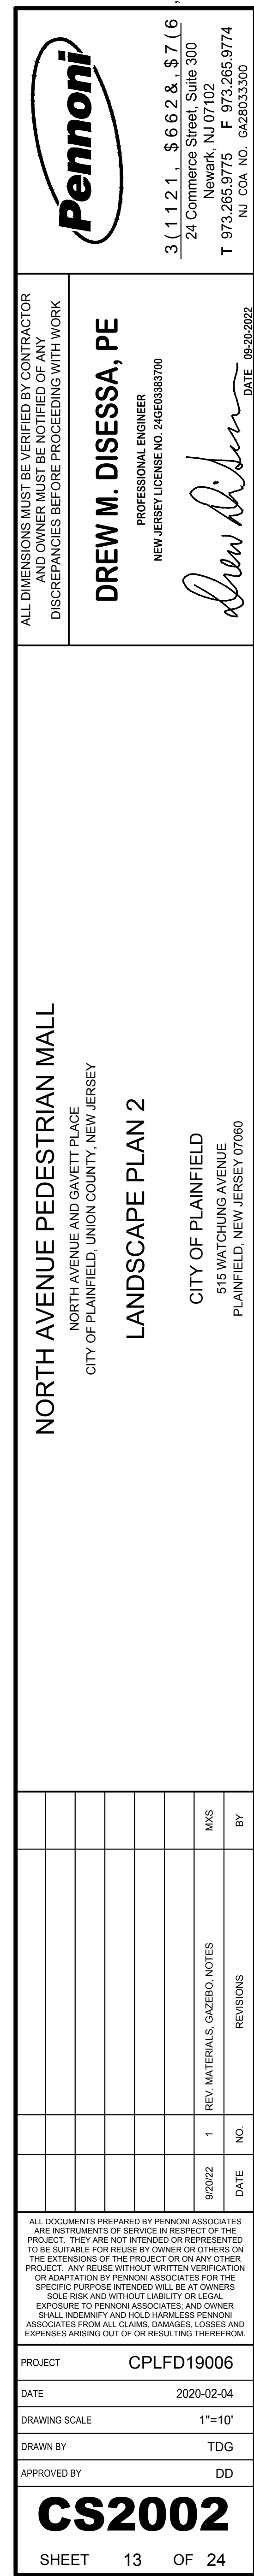 Pennoni
3 ( 1 1 2 1 , $ 6 6 2 & , $ 7 ( 6 ,
24 Commerce Street, Suite 300
Newark, NJ 07102
T 973.265.9775 F 973.265.9774
NJ COA NO. GA28033300
ALL DIMENSIONS MUST BE VERIFIED BY CONTRACTOR
AND OWNER MUST BE NOTIFIED OF ANY
DISCREPANCIES BEFORE PROCEEDING WITH WORK
DREW M. DISESSA, PE
PROFESSIONAL ENGINEER
NEW JERSEY LICENSE NO. 24GE03383700
DATE 09-20-2022
NORTH AVENUE PEDESTRIAN MALL
NORTH AVENUE AND GAVETT PLACE
CITY OF PLAINFIELD, UNION COUNTY, NEW JERSEY
LANDSCAPE PLAN 2
CITY OF PLAINFIELD
515 WATCHUNG AVENUE
PLAINFIELD, NEW JERSEY 07060
9/20/22 1 REV. MATERIALS, GAZEBO, NOTES MXS
DATE NO. REVISIONS BY
ALL DOCUMENTS PREPARED BY PENNONI ASSOCIATES
ARE INSTRUMENTS OF SERVICE IN RESPECT OF THE
PROJECT. THEY ARE NOT INTENDED OR REPRESENTED
TO BE SUITABLE FOR REUSE BY OWNER OR OTHERS ON
THE EXTENSIONS OF THE PROJECT OR ON ANY OTHER
PROJECT. ANY REUSE WITHOUT WRITTEN VERIFICATION
OR ADAPTATION BY PENNONI ASSOCIATES FOR THE
SPECIFIC PURPOSE INTENDED WILL BE AT OWNERS
SOLE RISK AND WITHOUT LIABILITY OR LEGAL
EXPOSURE TO PENNONI ASSOCIATES; AND OWNER
SHALL INDEMNIFY AND HOLD HARMLESS PENNONI
ASSOCIATES FROM ALL CLAIMS, DAMAGES, LOSSES AND
EXPENSES ARISING OUT OF OR RESULTING THEREFROM.
PROJECT CPLFD19006
DATE 2020-02-04
DRAWING SCALE 1"=10'
DRAWN BY TDG
APPROVED BY DD
CS2002
SHEET 13 OF 24